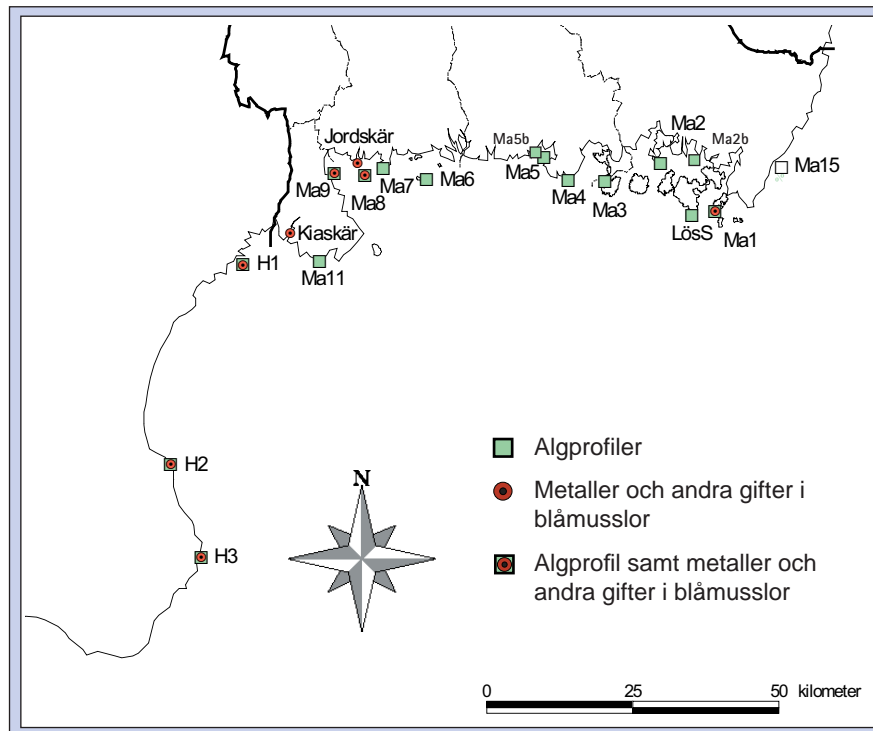 Ma2
Jordskär
Ma5b
Ma2b
Ma5
Ma15
Ma7
Ma6
Ma9
Ma8
Ma4
Ma3
LösS
Ma1
Kiaskär
H1
Ma11
Algprofiler
H2
N
Metaller och andra gifter i
blåmusslor
H3
Algprofil samt metaller och
andra gifter i blåmusslor
0 25 50 kilometer